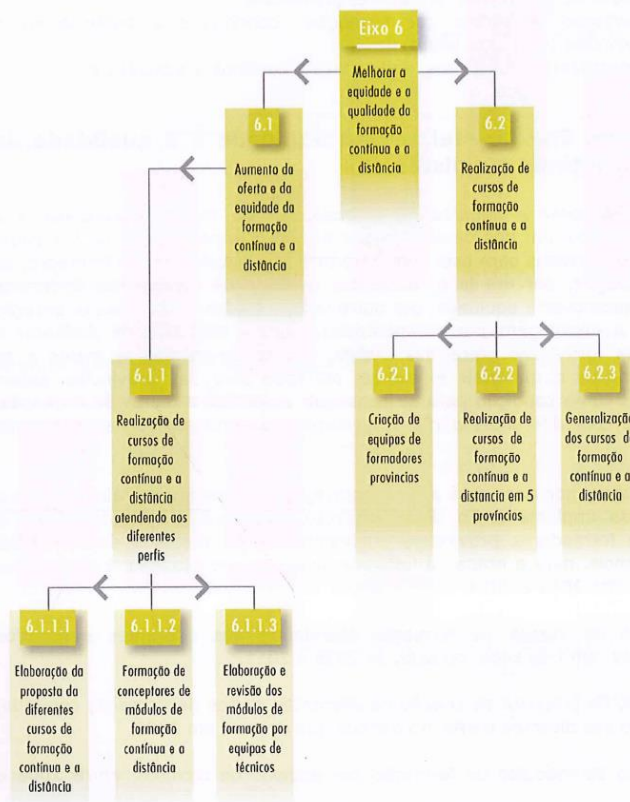 Eixo 6
Melhorar a
equidade e a
qualidade da
formação
contínua e a
distância
6.1
Aumento da
oferta e da
equidade da
formação
contínua e a
distância
6.2
Realização de
cursos de
formação
contínua e a
distância
6.1.1
Realização de
cursos de
formação
contínua e a
distância
atendendo aos
diferentes
perfis
6.2.1
Criação de
equipas de
formadores
provincias
6.2.2
Realização de
cursos de
formação
contínua e a
distancia em 5
províncias
6.2.3
Generalização
dos cursos de
formação
contínua e a
distância
6.1.1.1
Elaboração da
proposta da
diferentes
cursos de
formação
contínua e a
distância
6.1.1.2
Formação de
conceptores de
módulos de
formação
contínua e a
distância
6.1.1.3
Elaboração e
revisão dos
módulos de
formação por
equipas de
técnicos